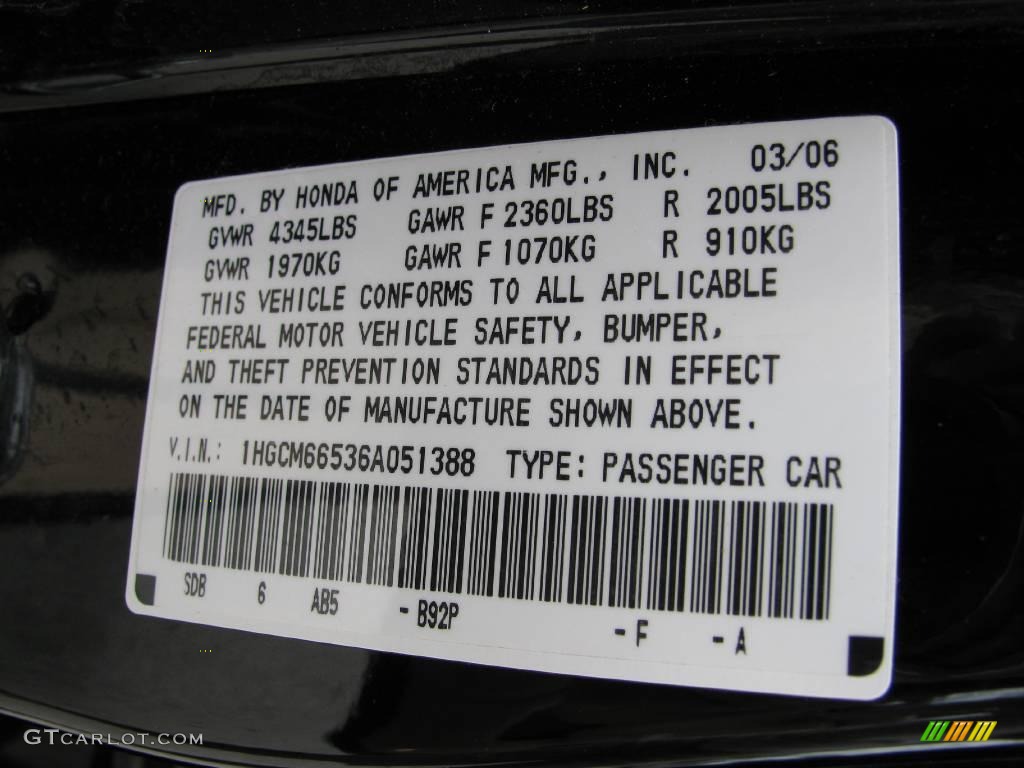 MFD. BY HONDA OF AMERICA MFG., INC. 03/06
GVWR 4345LBS GAWR F 2360LBS R 2005LBS
GVWR 1970KG GAWR F 1070KG R 910KG
THIS VEHICLE CONFORMS TO ALL APPLICABLE
FEDERAL MOTOR VEHICLE SAFETY, BUMPER,
AND THEFT PREVENTION STANDARDS IN EFFECT
ON THE DATE OF MANUFACTURE SHOWN ABOVE.
V.I.N.: 1HGCM66536A051388 TYPE: PASSENGER CAR
SDB 6 AB5 - B92P - F - A
GTCARLOT.COM